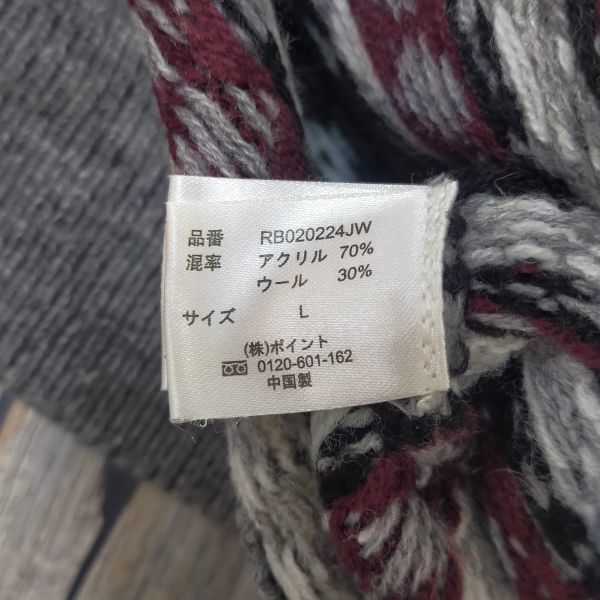 品番 RB020224JW
混率 アクリル 70%
ウール 30%
サイズ L
(株)ポイント
0120-601-162
中国製